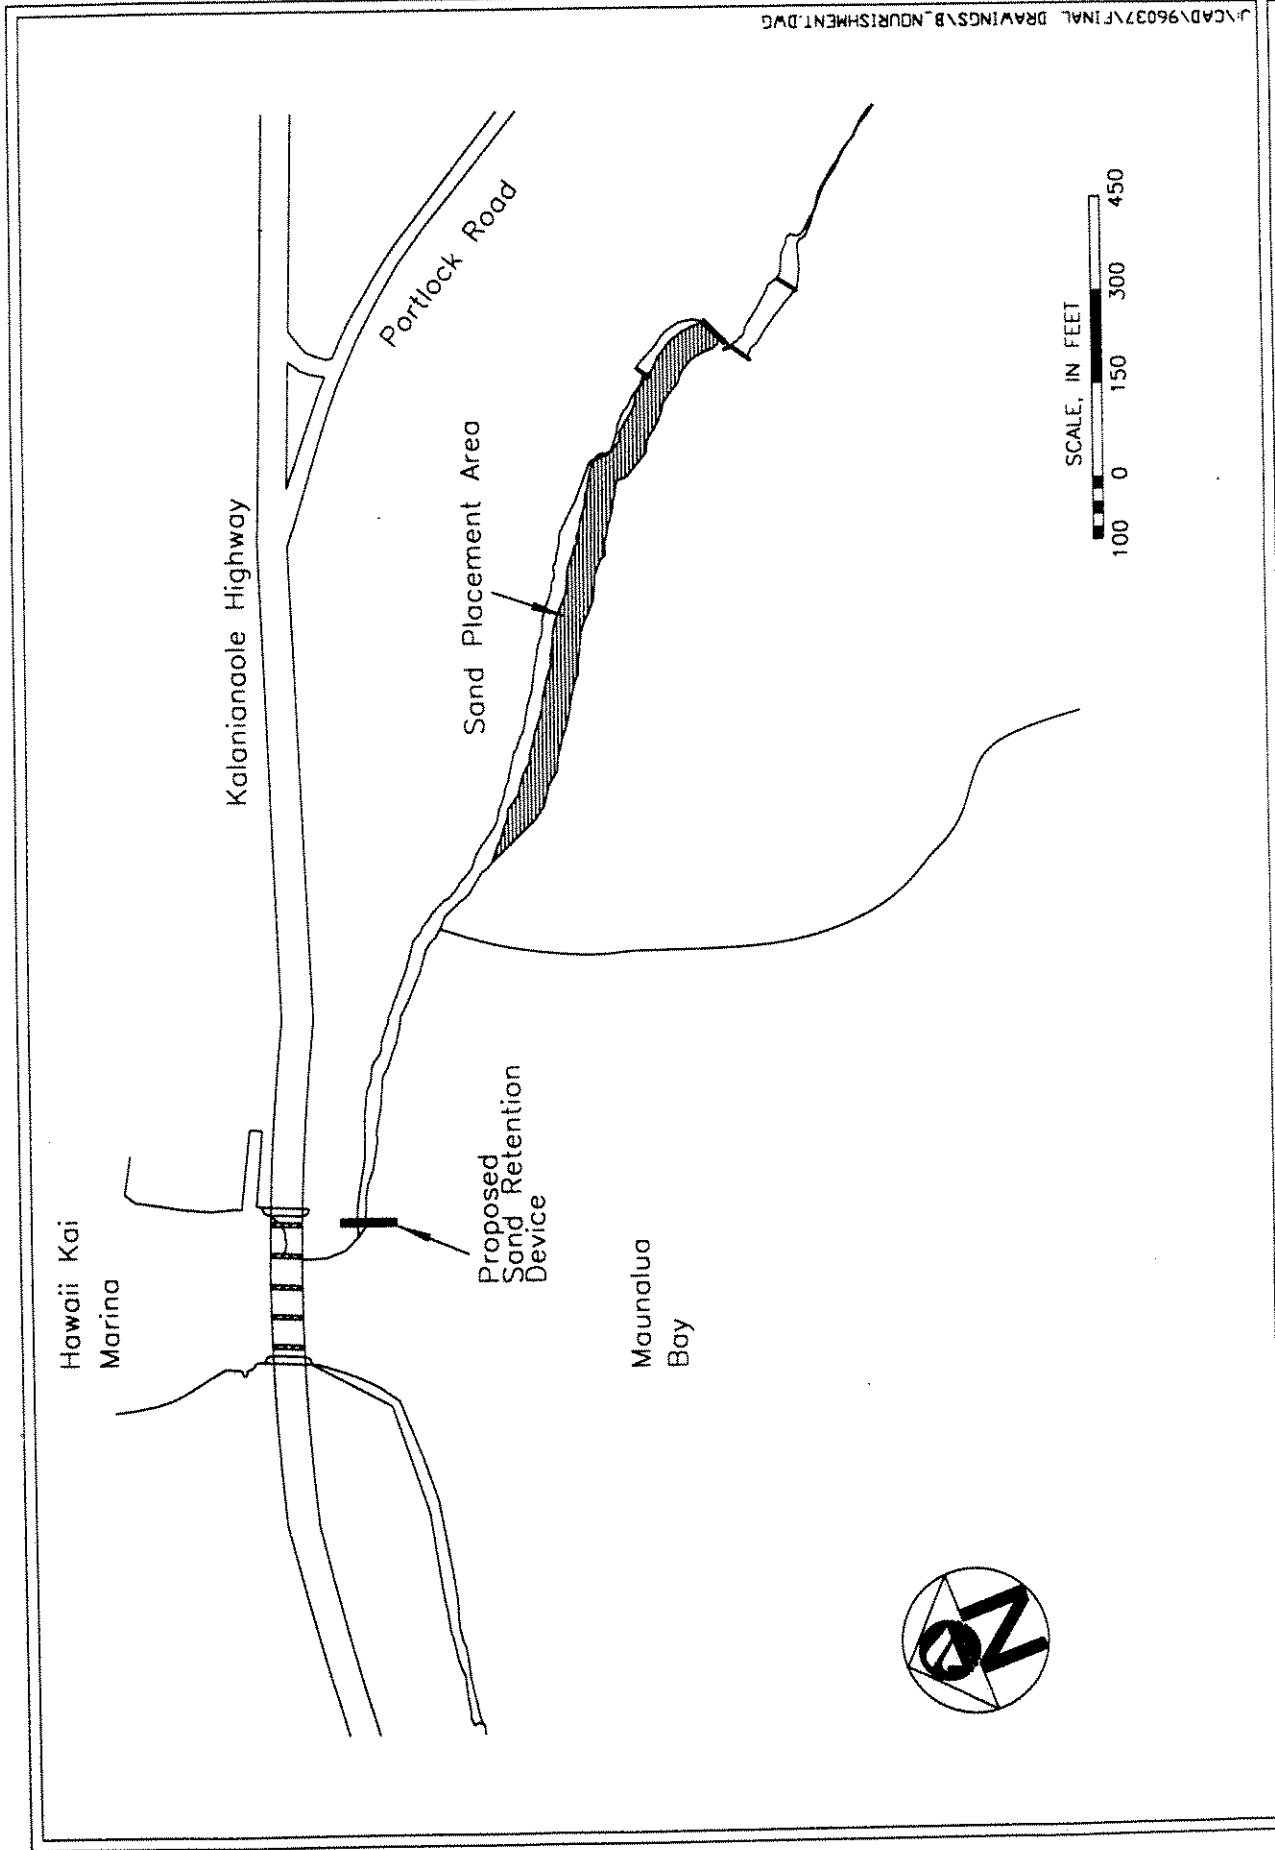 J:\CAD\96037\FINAL DRAWINGS\B_NOURISHMENT.DWG
Hawaii Kai
Marina
Kalanianaole Highway
Portlock Road
Sand Placement Area
Proposed
Sand Retention
Device
Maunalua
Bay
SCALE, IN FEET
100 0 150 300 450
N